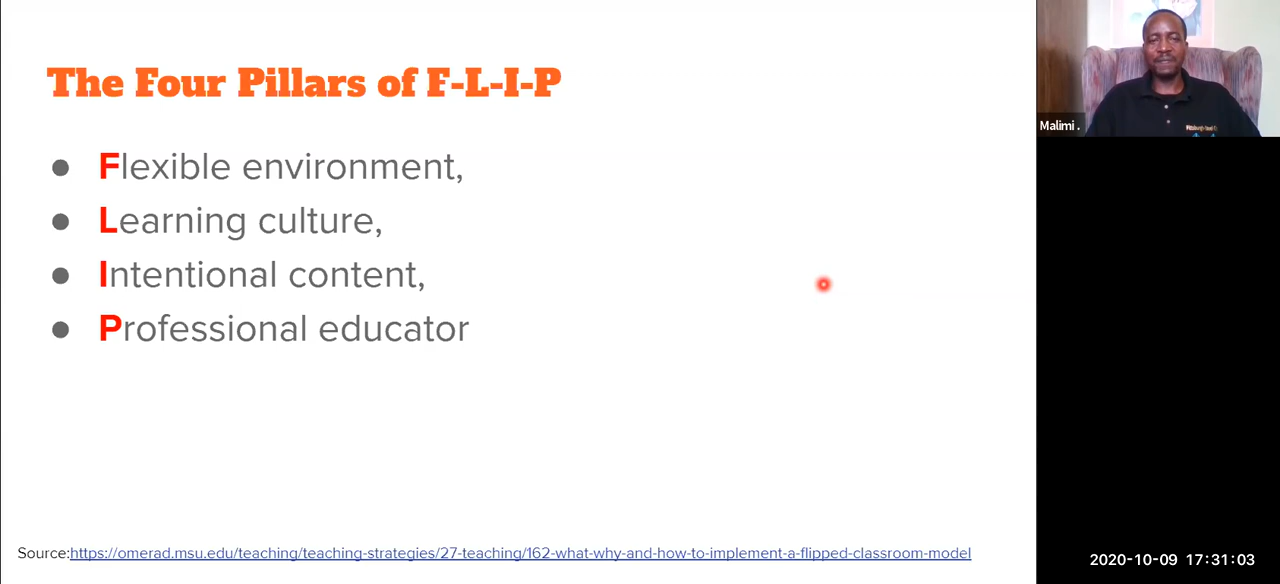 The Four Pillars of F-L-I-P
● Flexible environment,
● Learning culture,
● Intentional content,
● Professional educator
Source:https://omerad.msu.edu/teaching/teaching-strategies/27-teaching/162-what-why-and-how-to-implement-a-flipped-classroom-model
Malimi .
2020-10-09 17:31:03